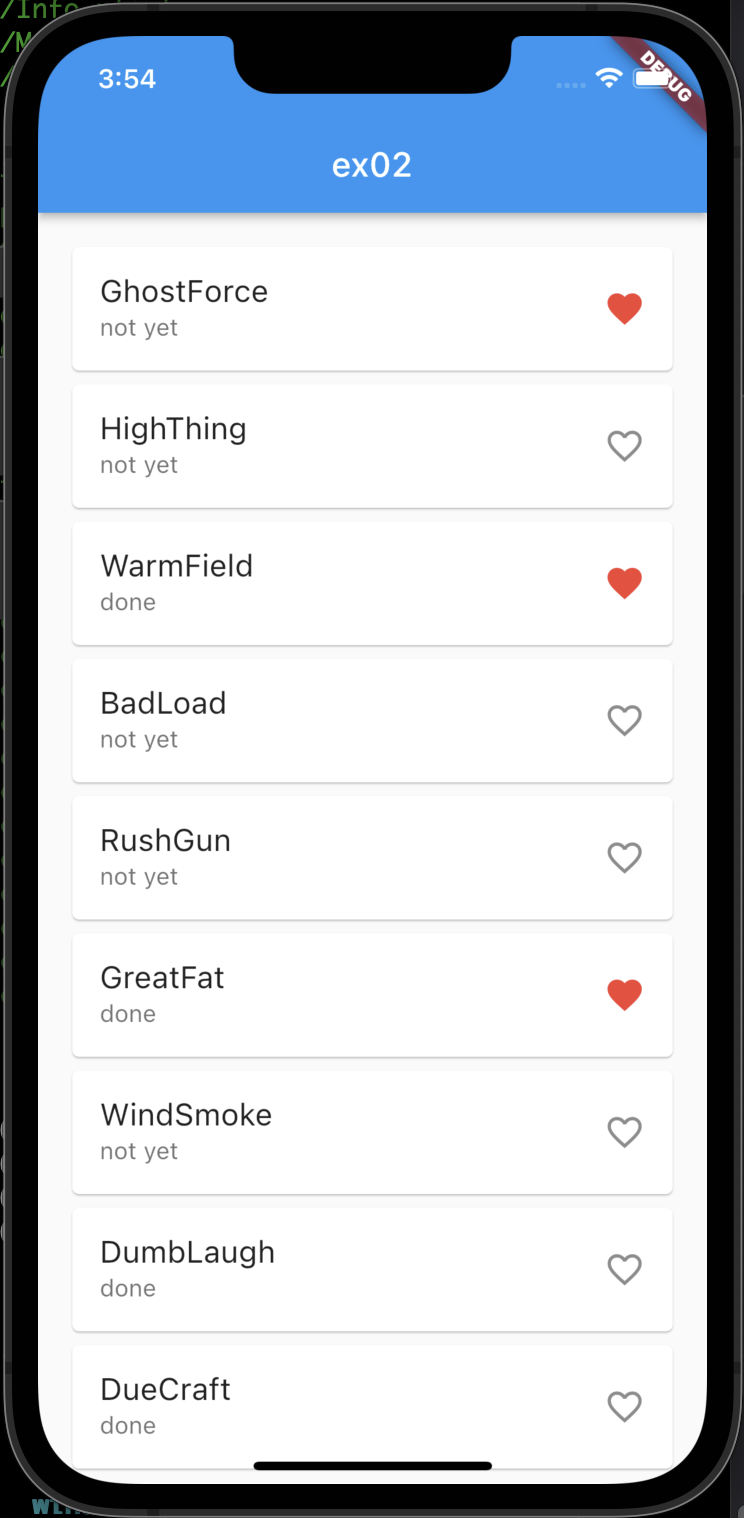 /Info
/M
3:54
DEBUG
ex02
GhostForce
not yet
HighThing
not yet
WarmField
done
BadLoad
not yet
RushGun
not yet
GreatFat
done
WindSmoke
not yet
DumbLaugh
done
DueCraft
done